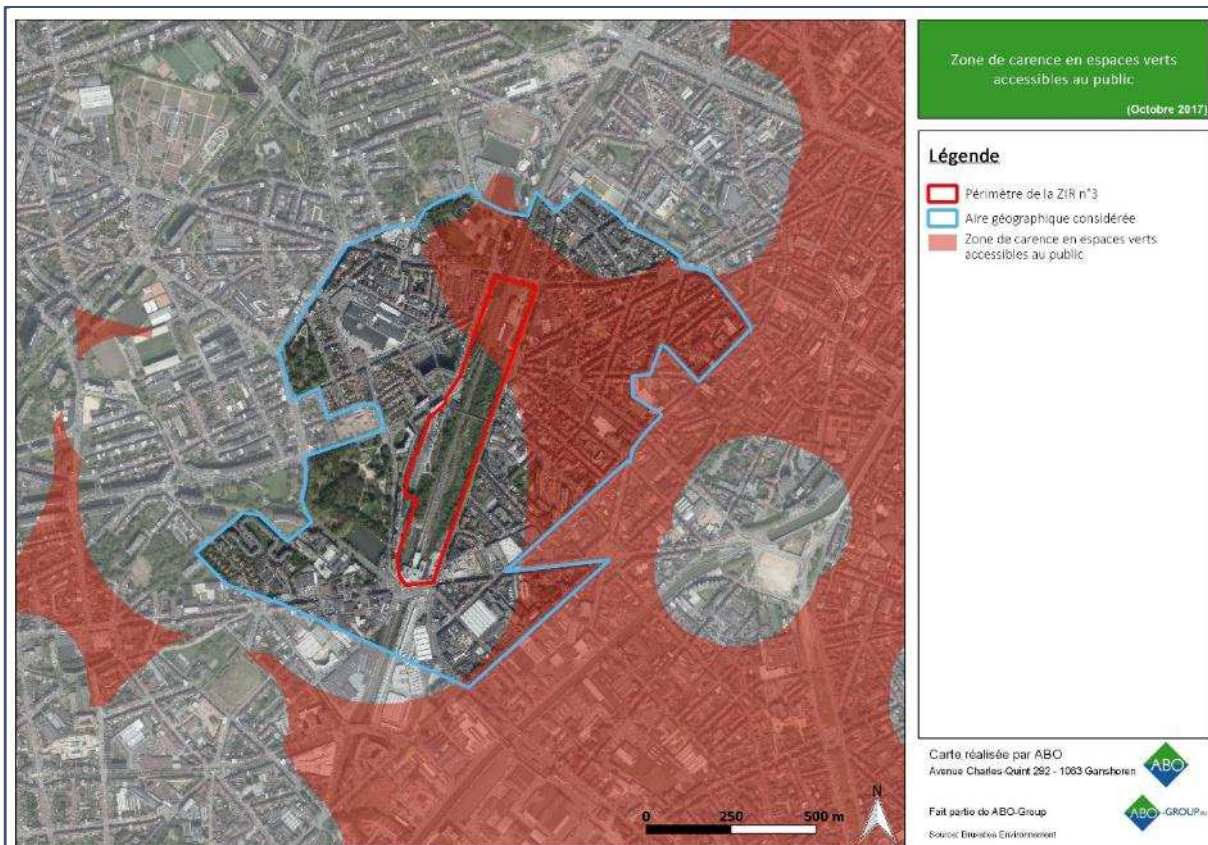 Zone de carence en espaces verts
accessibles au public
(Octobre 2017)
Légende
Périmètre de la ZIR n°3
Aire géographique considérée
Zone de carence en espaces verts
accessibles au public
N
0 250 500 m
Carte réalisée par ABO
Avenue Charles-Quint 292 - 1083 Ganshoren
ABO
Fait partie de ABO-Group
ABO-GROUP
Source: Bruxelles Environnement